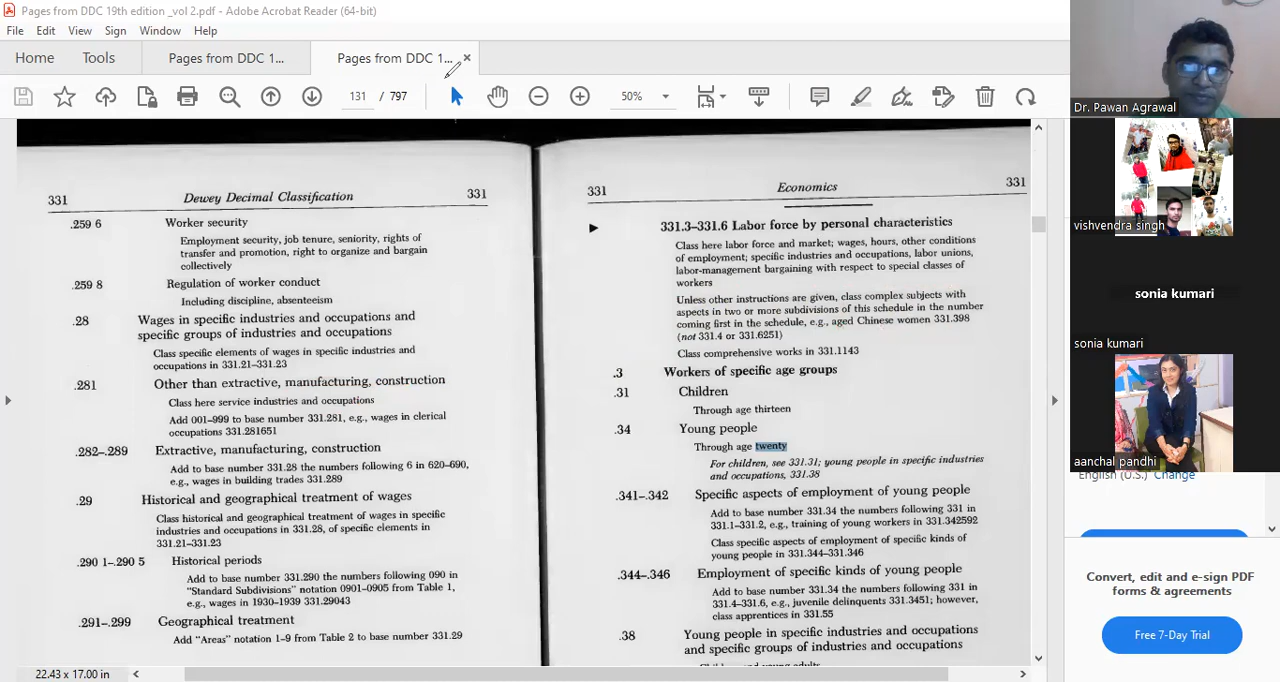 Pages from DDC 19th edition _vol 2.pdf - Adobe Acrobat Reader (64-bit)
File Edit View Sign Window Help
Home Tools Pages from DDC 1... Pages from DDC 1... ×
131 / 797 50%
331 Dewey Decimal Classification 331
.259 6 Worker security
Employment security, job tenure, seniority, rights of
transfer and promotion, right to organize and bargain
collectively
.259 8 Regulation of worker conduct
Including discipline, absenteeism
.28 Wages in specific industries and occupations and
specific groups of industries and occupations
Class specific elements of wages in specific industries and
occupations in 331.21–331.23
.281 Other than extractive, manufacturing, construction
Class here service industries and occupations
Add 001–999 to base number 331.281, e.g., wages in clerical
occupations 331.281651
.282–.289 Extractive, manufacturing, construction
Add to base number 331.28 the numbers following 6 in 620–690,
e.g., wages in building trades 331.289
.29 Historical and geographical treatment of wages
Class historical and geographical treatment of wages in specific
industries and occupations in 331.28, of specific elements in
331.21–331.23
.290 1–.290 5 Historical periods
Add to base number 331.290 the numbers following 090 in
"Standard Subdivisions" notation 0901–0905 from Table 1,
e.g., wages in 1930–1939 331.29043
.291–.299 Geographical treatment
Add "Areas" notation 1–9 from Table 2 to base number 331.29
331 Economics 331
331.3–331.6 Labor force by personal characteristics
Class here labor force and market; wages, hours, other conditions
of employment; specific industries and occupations, labor unions,
labor-management bargaining with respect to special classes of
workers
Unless other instructions are given, class complex subjects with
aspects in two or more subdivisions of this schedule in the number
coming first in the schedule, e.g., aged Chinese women 331.398
(not 331.4 or 331.6251)
Class comprehensive works in 331.1143
.3 Workers of specific age groups
.31 Children
Through age thirteen
.34 Young people
Through age twenty
For children, see 331.31; young people in specific industries
and occupations, 331.38
.341–.342 Specific aspects of employment of young people
Add to base number 331.34 the numbers following 331 in
331.1–331.2, e.g., training of young workers in 331.342592
Class specific aspects of employment of specific kinds of
young people in 331.344–331.346
.344–.346 Employment of specific kinds of young people
Add to base number 331.34 the numbers following 331 in
331.4–331.6, e.g., juvenile delinquents 331.3451; however,
class apprentices in 331.55
.38 Young people in specific industries and occupations
and specific groups of industries and occupations
22.43 x 17.00 in
Dr. Pawan Agrawal
vishvendra singh
sonia kumari
sonia kumari
aanchal pandhi
English (U.S.) Change
Convert, edit and e-sign PDF
forms & agreements
Free 7-Day Trial